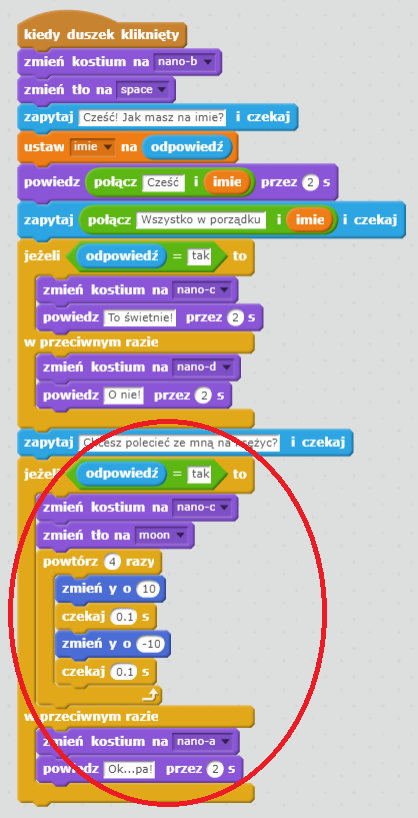 kiedy duszek kliknięty
zmień kostium na nano-b
zmień tło na space
zapytaj Cześć! Jak masz na imie? i czekaj
ustaw imie na odpowiedź
powiedz połącz Cześć i imie przez 2 s
zapytaj połącz Wszystko w porządku i imie i czekaj
jeżeli odpowiedź = tak to
zmień kostium na nano-c
powiedz To świetnie! przez 2 s
w przeciwnym razie
zmień kostium na nano-d
powiedz O nie! przez 2 s
zapytaj Chcesz polecieć ze mną na księżyc? i czekaj
jeżeli odpowiedź = tak to
zmień kostium na nano-c
zmień tło na moon
powtórz 4 razy
zmień y o 10
czekaj 0.1 s
zmień y o -10
czekaj 0.1 s
w przeciwnym razie
zmień kostium na nano-a
powiedz Ok...pa! przez 2 s